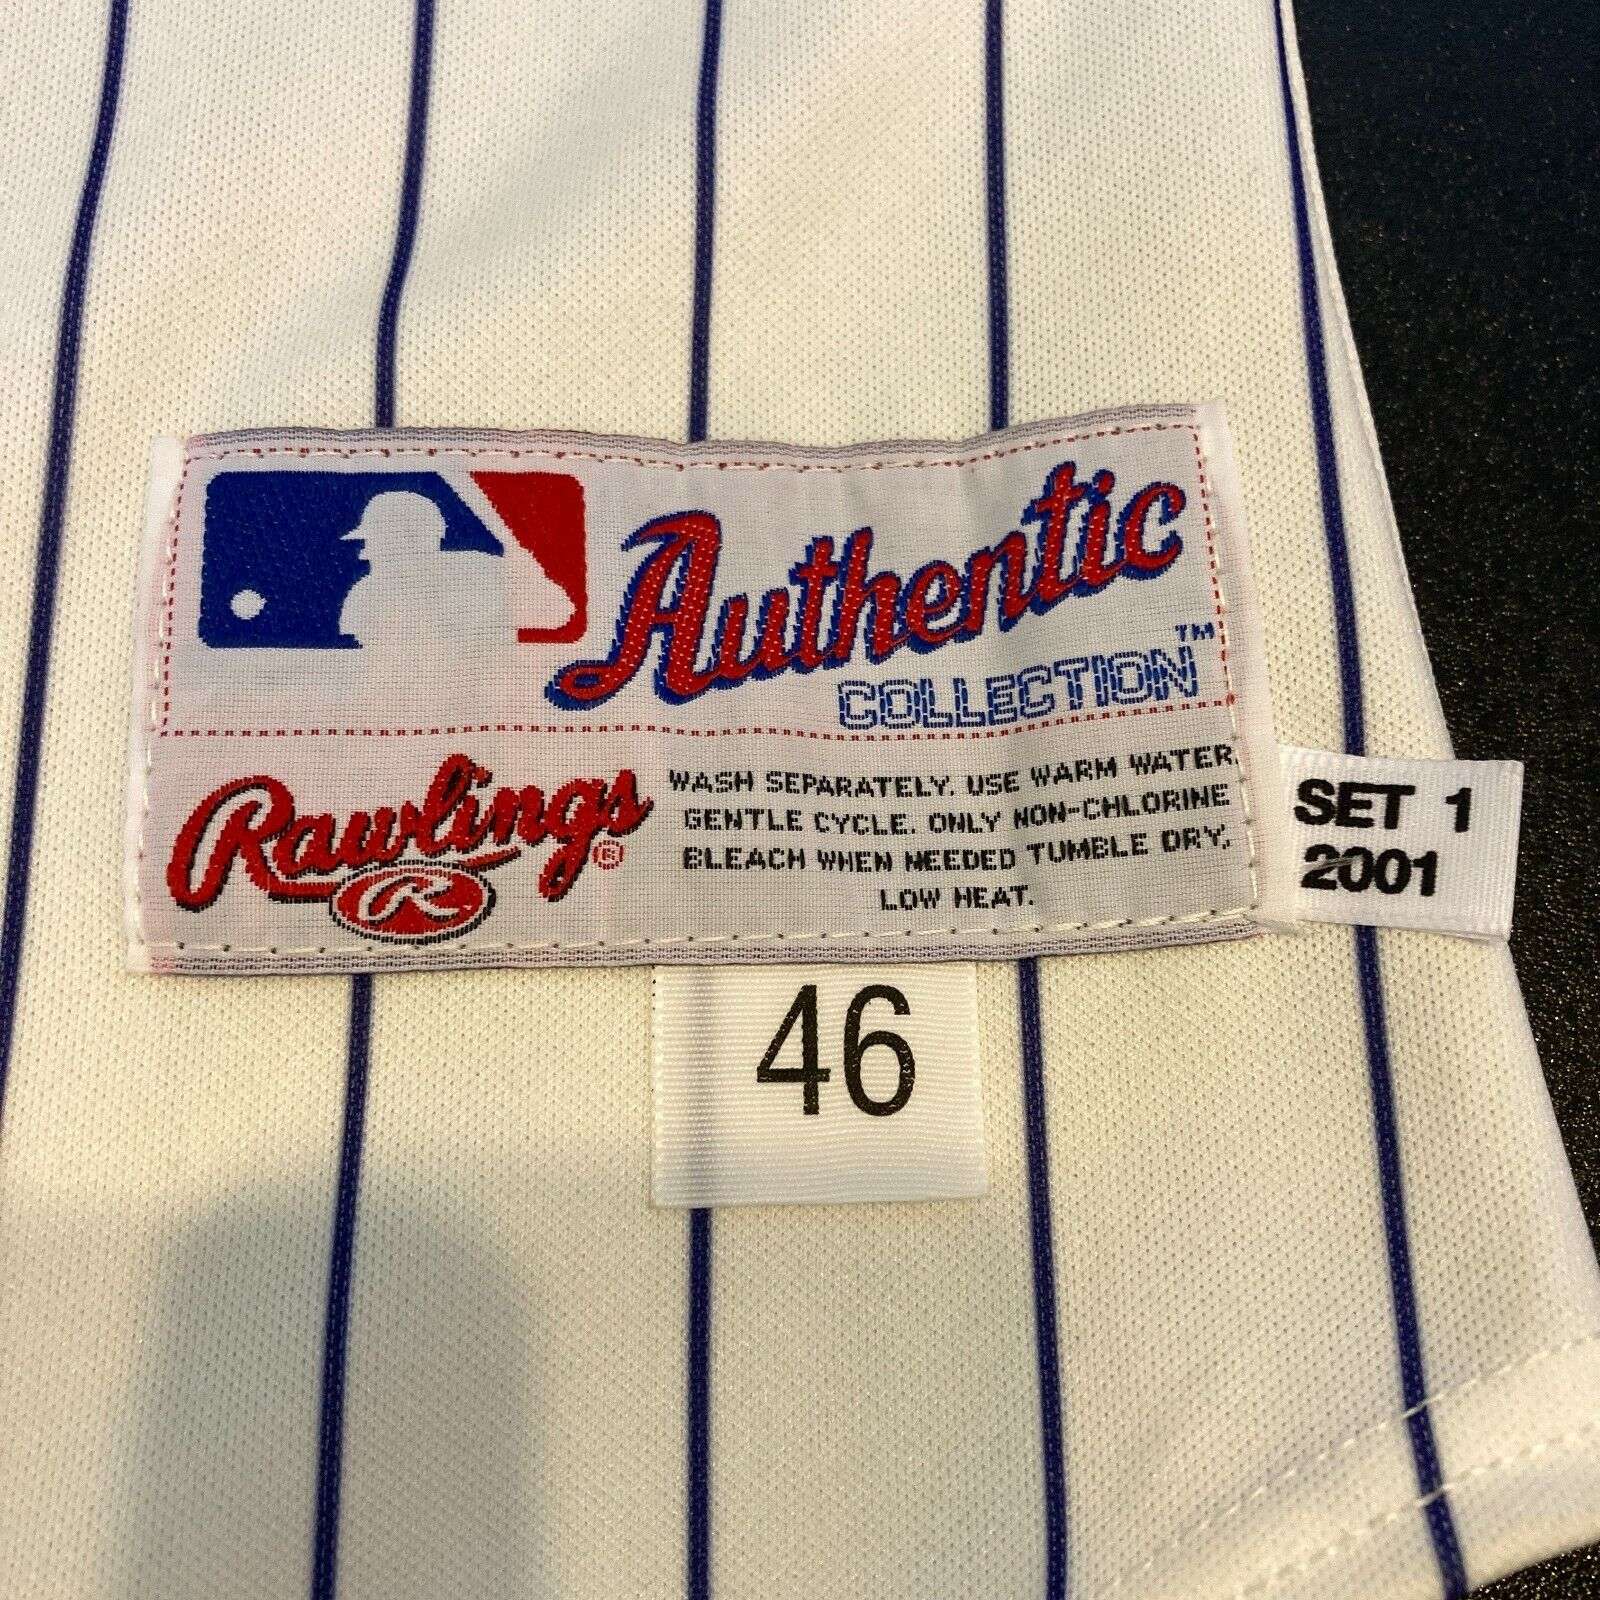 Authentic
COLLECTION™
Rawlings®
R
WASH SEPARATELY. USE WARM WATER.
GENTLE CYCLE. ONLY NON-CHLORINE
BLEACH WHEN NEEDED TUMBLE DRY,
LOW HEAT.
SET 1
2001
46